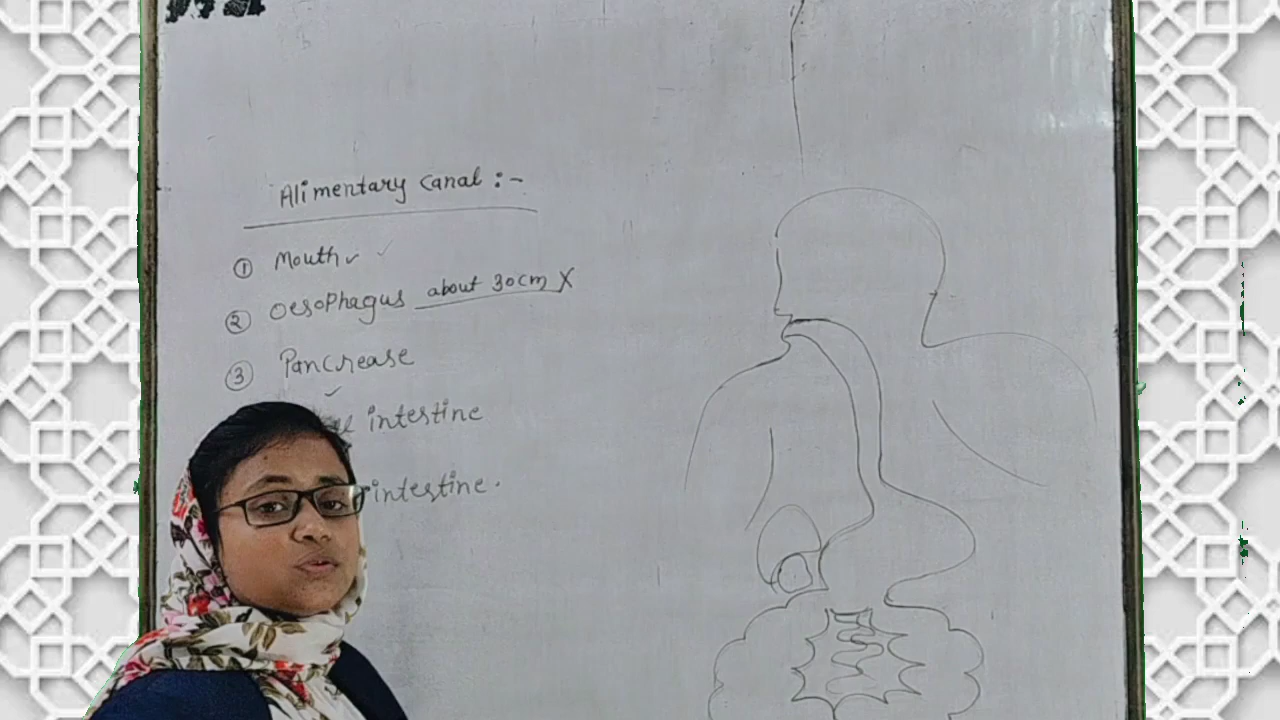 Alimentary Canal :-
① Mouth ✓ ✓
② Oesophagus about 30cm X
③ Pancrease
✓
intestine
intestine.